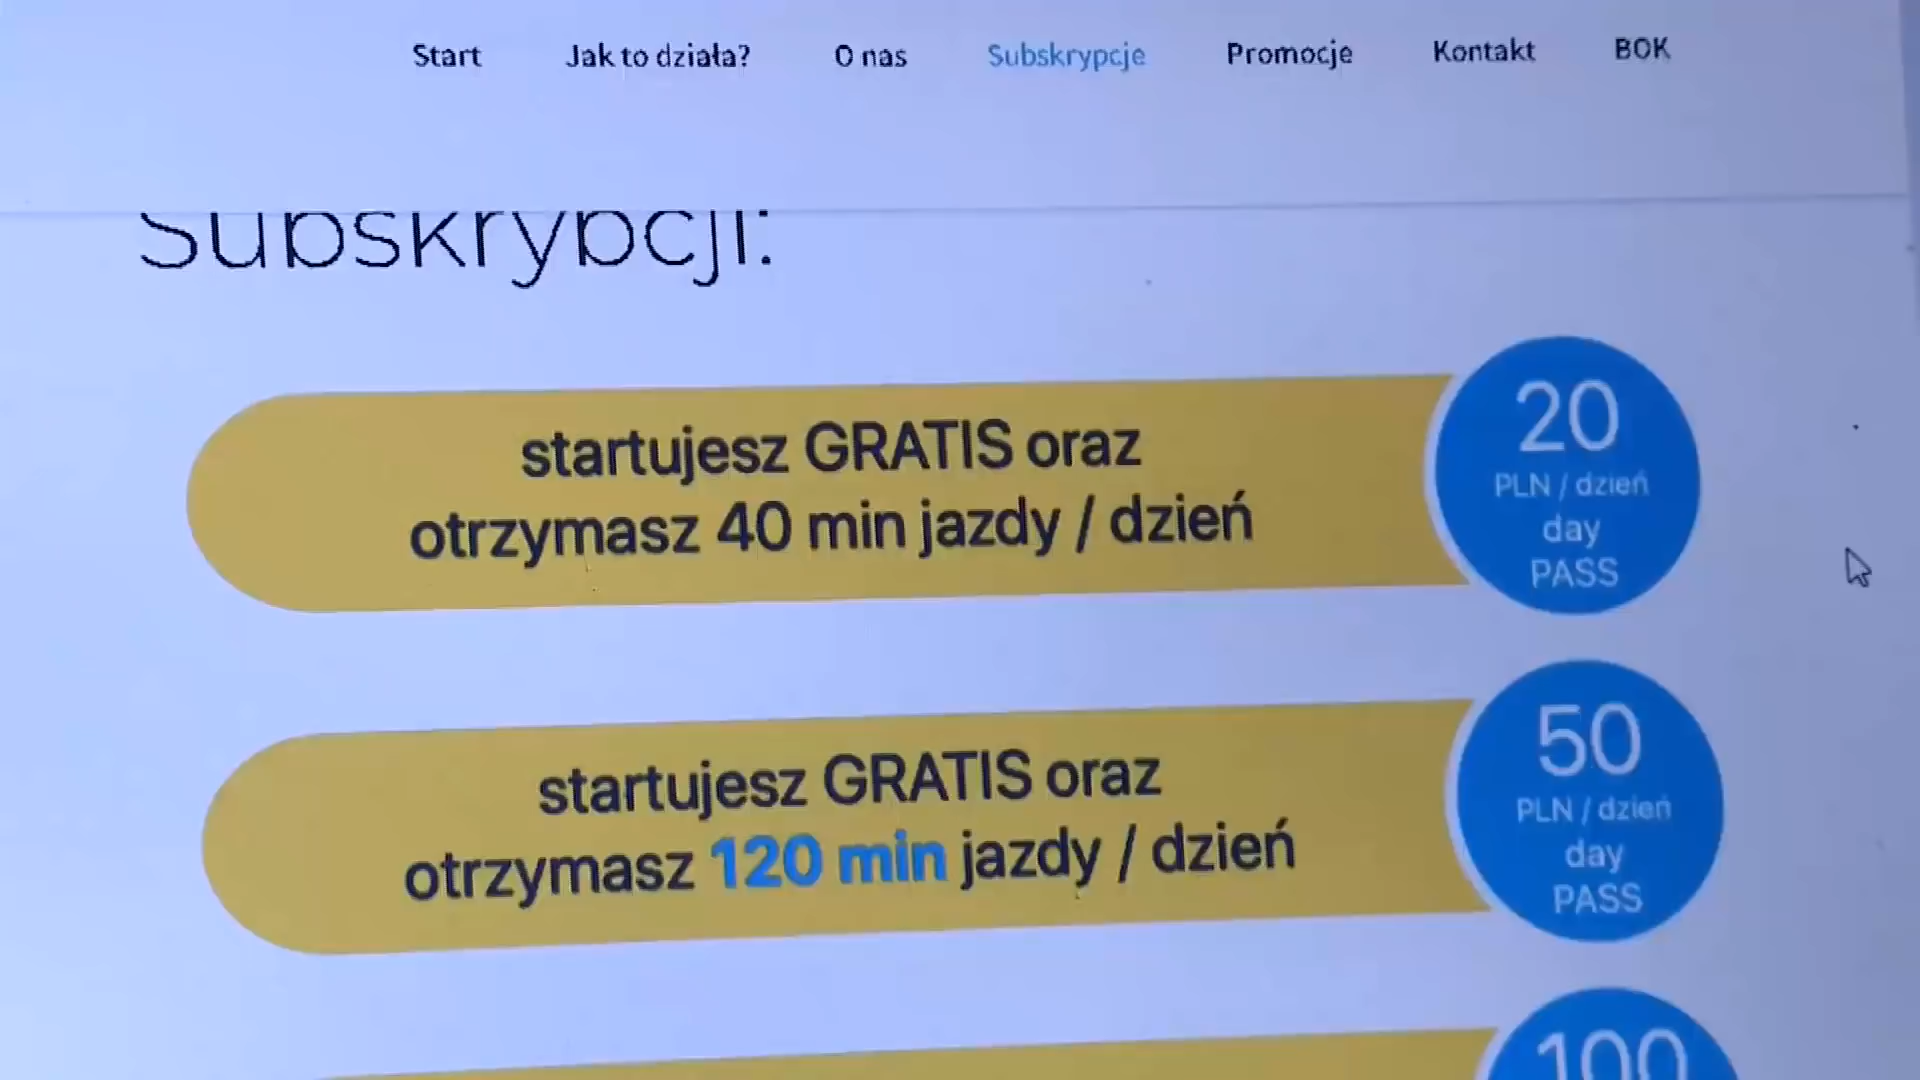 Start Jak to działa? O nas Subskrypcje Promocje Kontakt BOK
Subskrypcji:
startujesz GRATIS oraz
otrzymasz 40 min jazdy / dzień
20
PLN / dzień
day
PASS
startujesz GRATIS oraz
otrzymasz 120 min jazdy / dzień
50
PLN / dzień
day
PASS
100